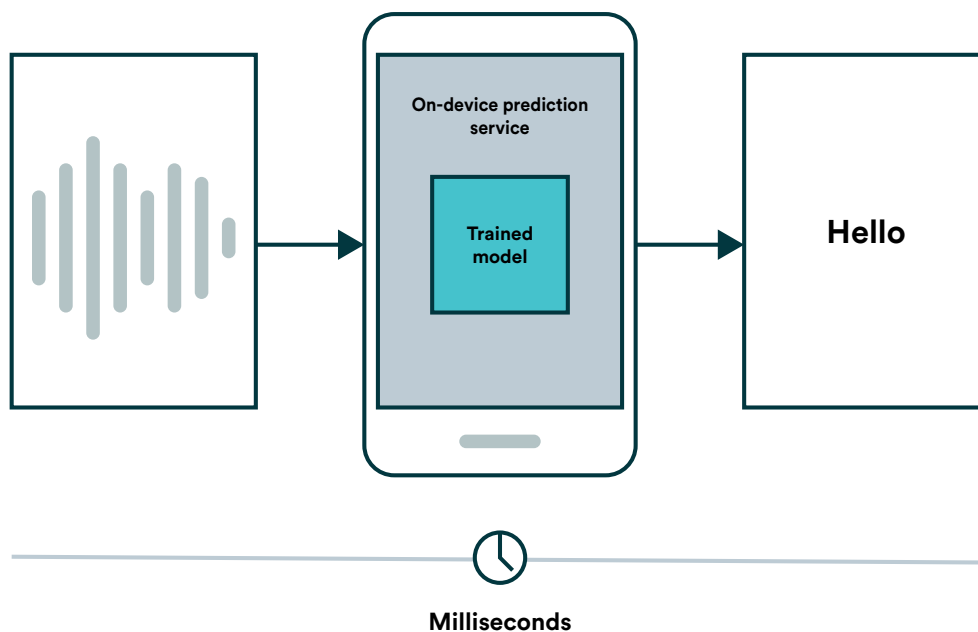 On-device prediction
service
Trained
model
Hello
Milliseconds